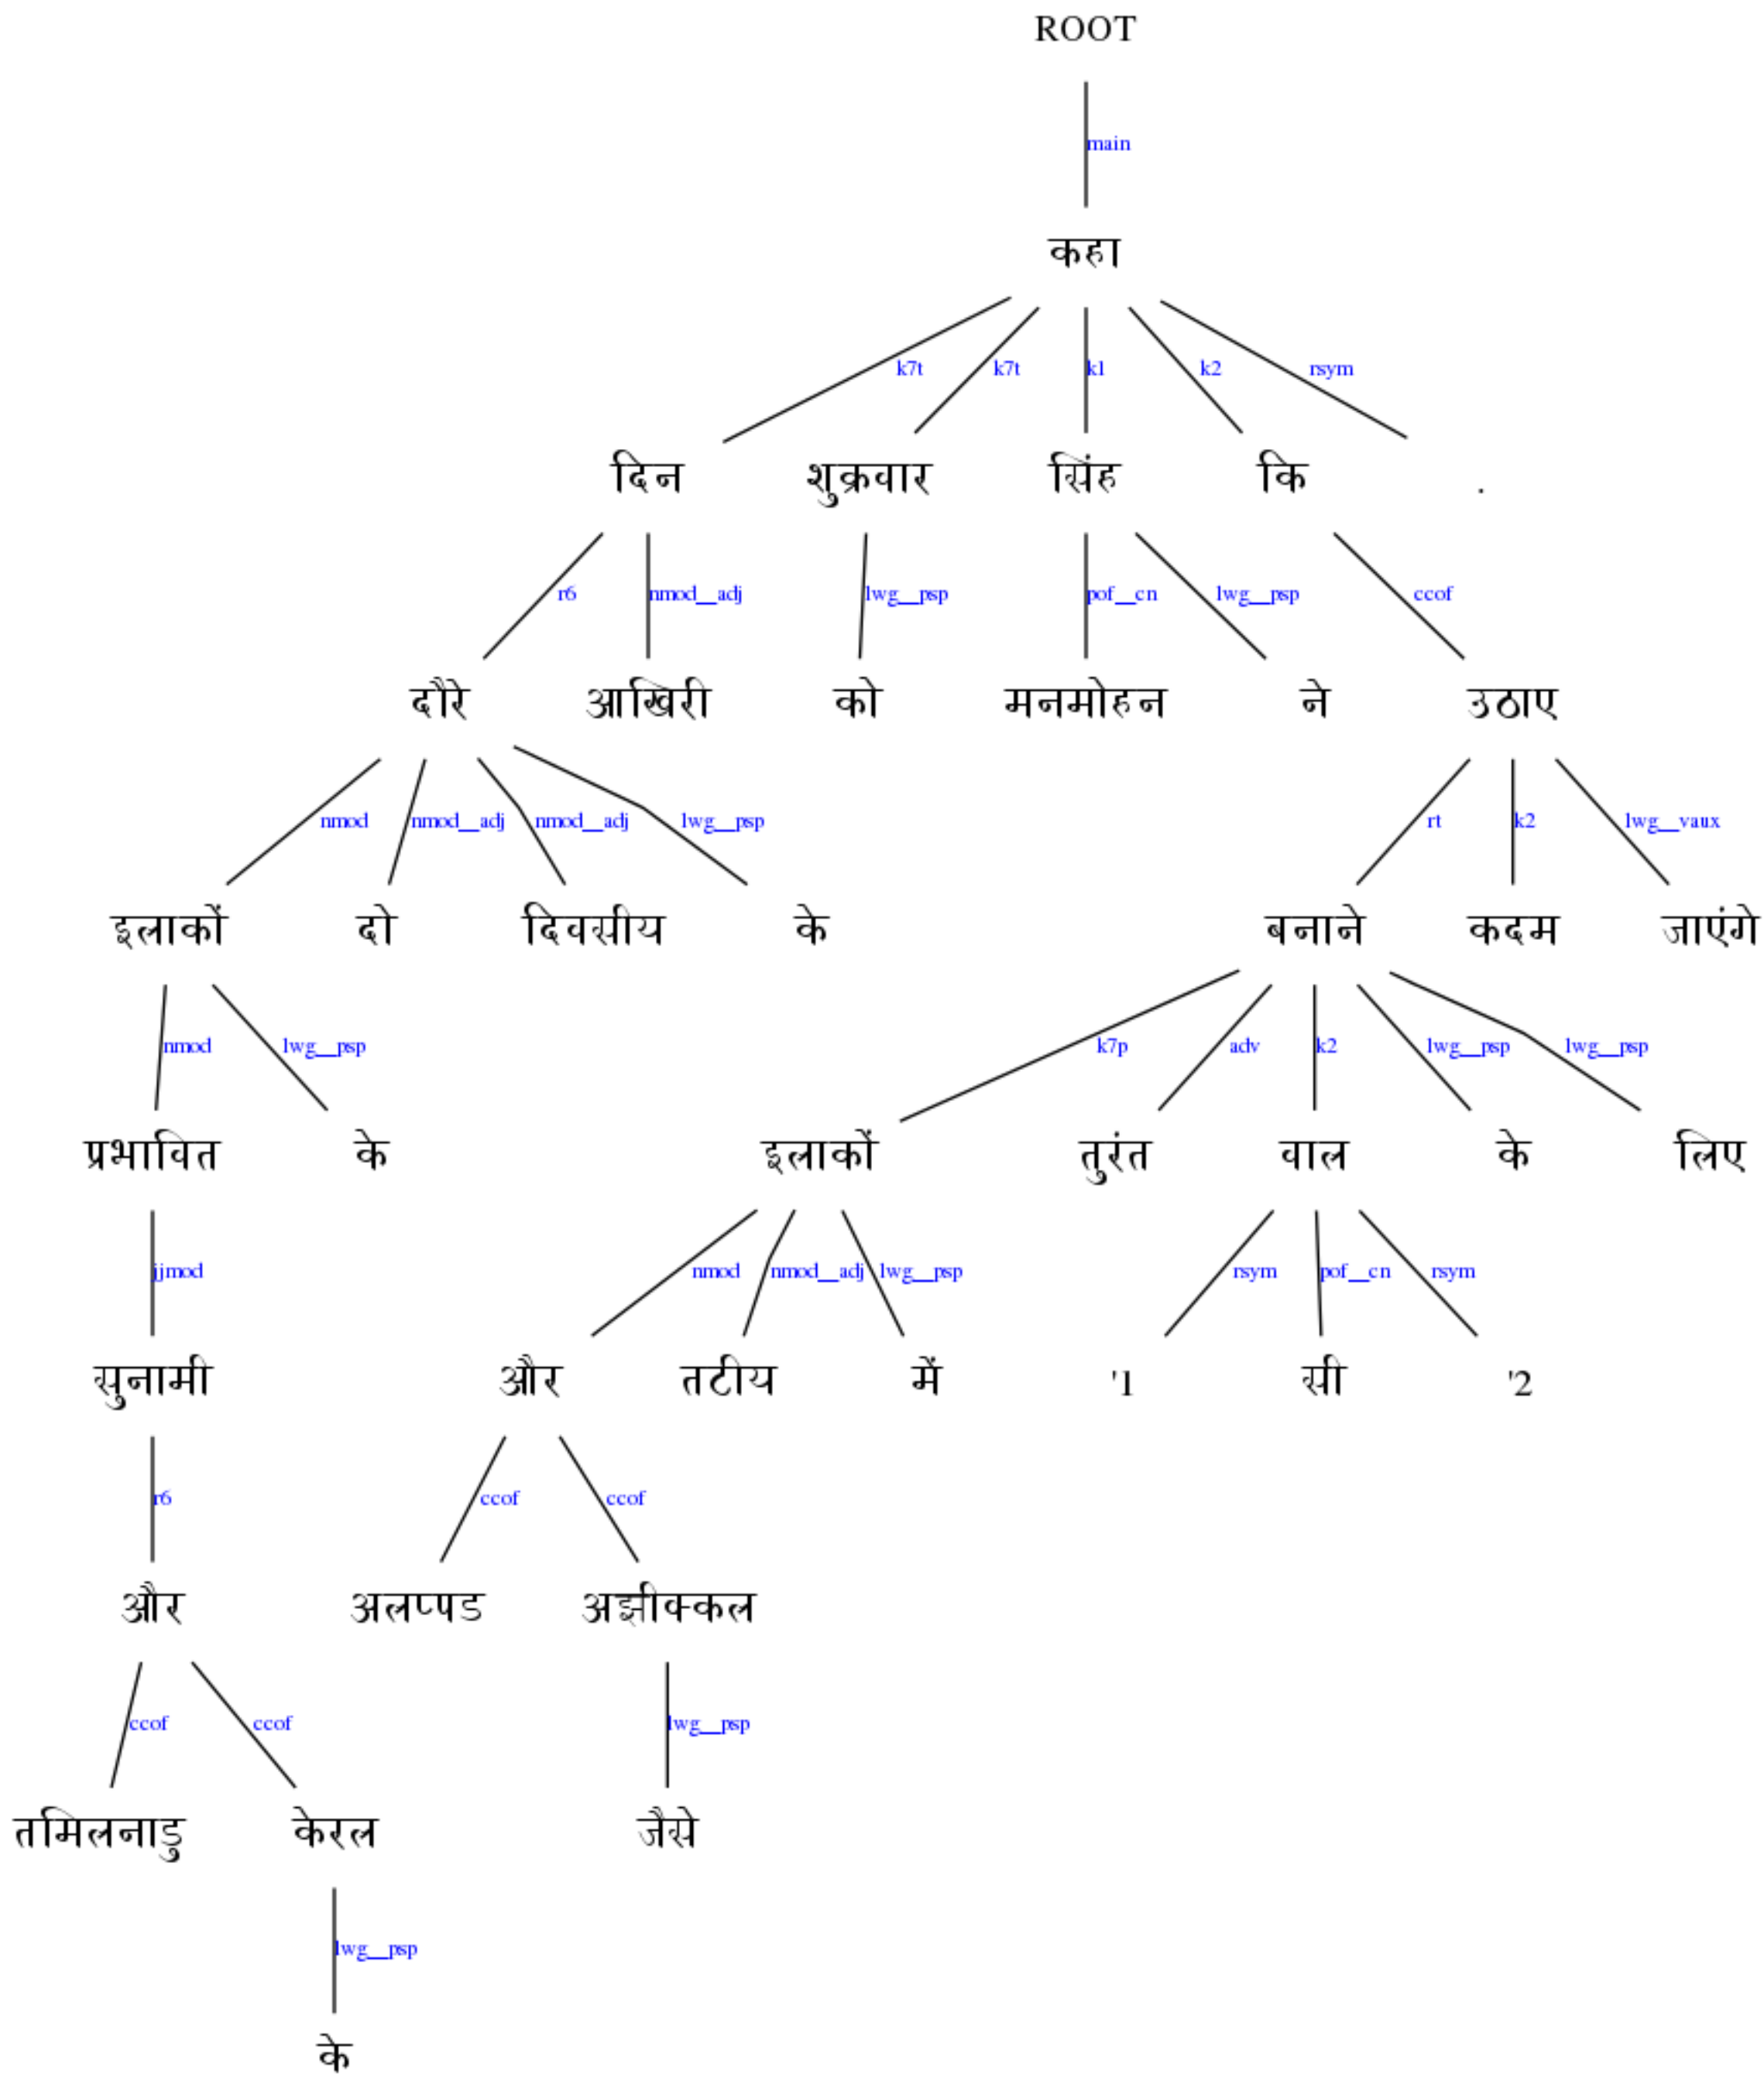 ROOT
main
कहा
k7t k7t k1 k2 rsym
दिन शुक्रवार सिंह कि .
r6 nmod__adj lwg__psp pof__cn lwg__psp ccof
दौरे आखिरी को मनमोहन ने उठाए
nmod nmod__adj nmod__adj lwg__psp rt k2 lwg__vaux
इलाकों दो दिवसीय के बनाने कदम जाएंगे
nmod lwg__psp k7p adv k2 lwg__psp lwg__psp
प्रभावित के इलाकों तुरंत वाल के लिए
jjmod nmod nmod__adj lwg__psp rsym pof__cn rsym
सुनामी और तटीय में '1 सी '2
r6 ccof ccof
और अलप्पड अझीक्कल
ccof ccof lwg__psp
तमिलनाडु केरल जैसे
lwg__psp
के